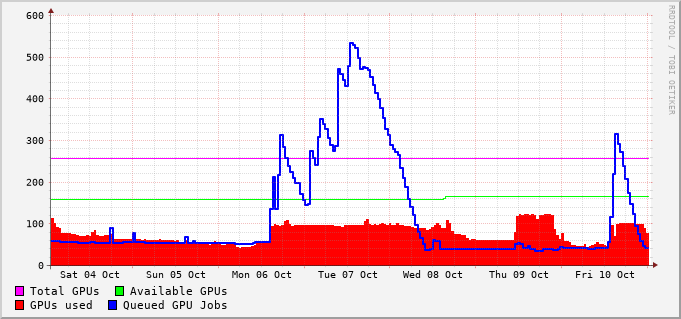 600
500
400
300
200
100
0
Sat 04 Oct Sun 05 Oct Mon 06 Oct Tue 07 Oct Wed 08 Oct Thu 09 Oct Fri 10 Oct
Total GPUs Available GPUs
GPUs used Queued GPU Jobs
RRDTOOL / TOBI OETIKER